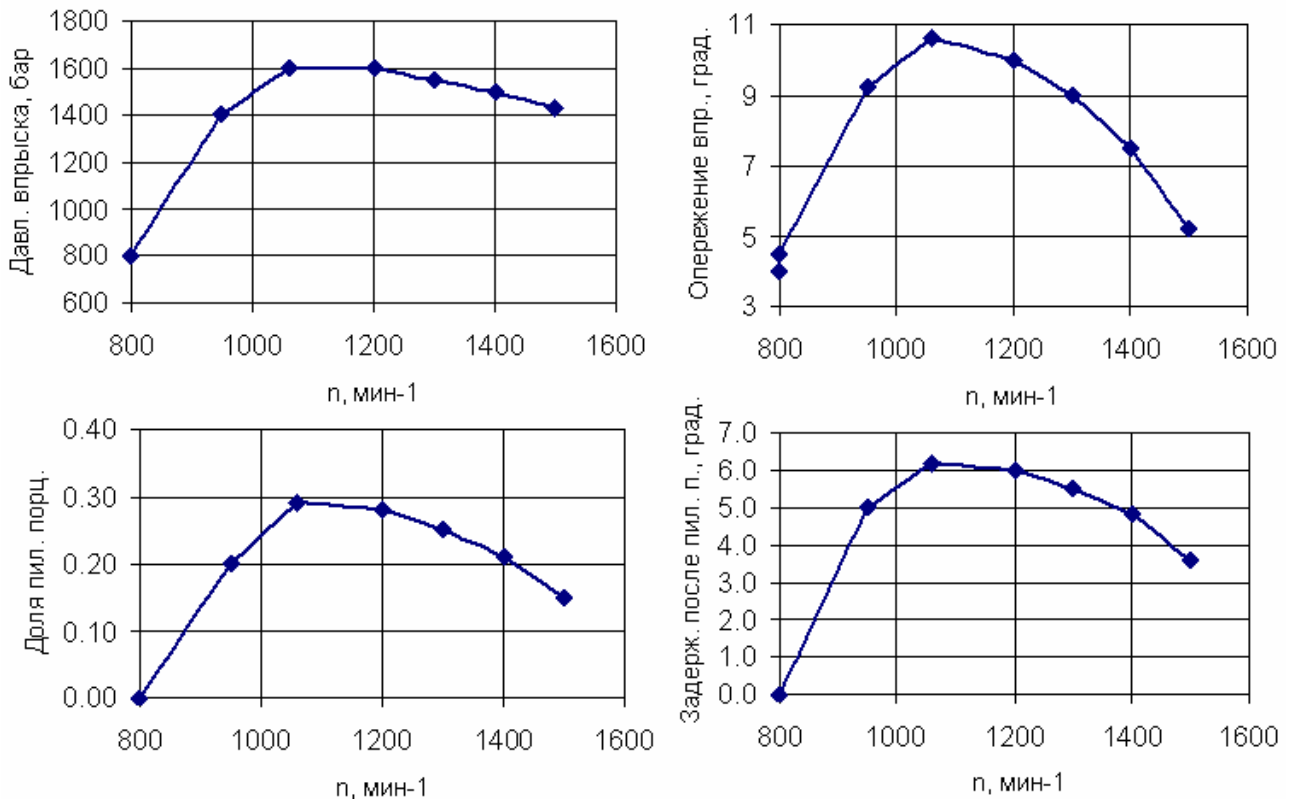 Давл. впрыска, бар
1800
1600
1400
1200
1000
800
600
800 1000 1200 1400 1600
n, мин-1
Опережение впр., град.
11
9
7
5
3
800 1000 1200 1400 1600
n, мин-1
Доля пил. порц.
0.40
0.30
0.20
0.10
0.00
800 1000 1200 1400 1600
n, мин-1
Задерж. после пил. п., град.
7.0
6.0
5.0
4.0
3.0
2.0
1.0
0.0
800 1000 1200 1400 1600
n, мин-1